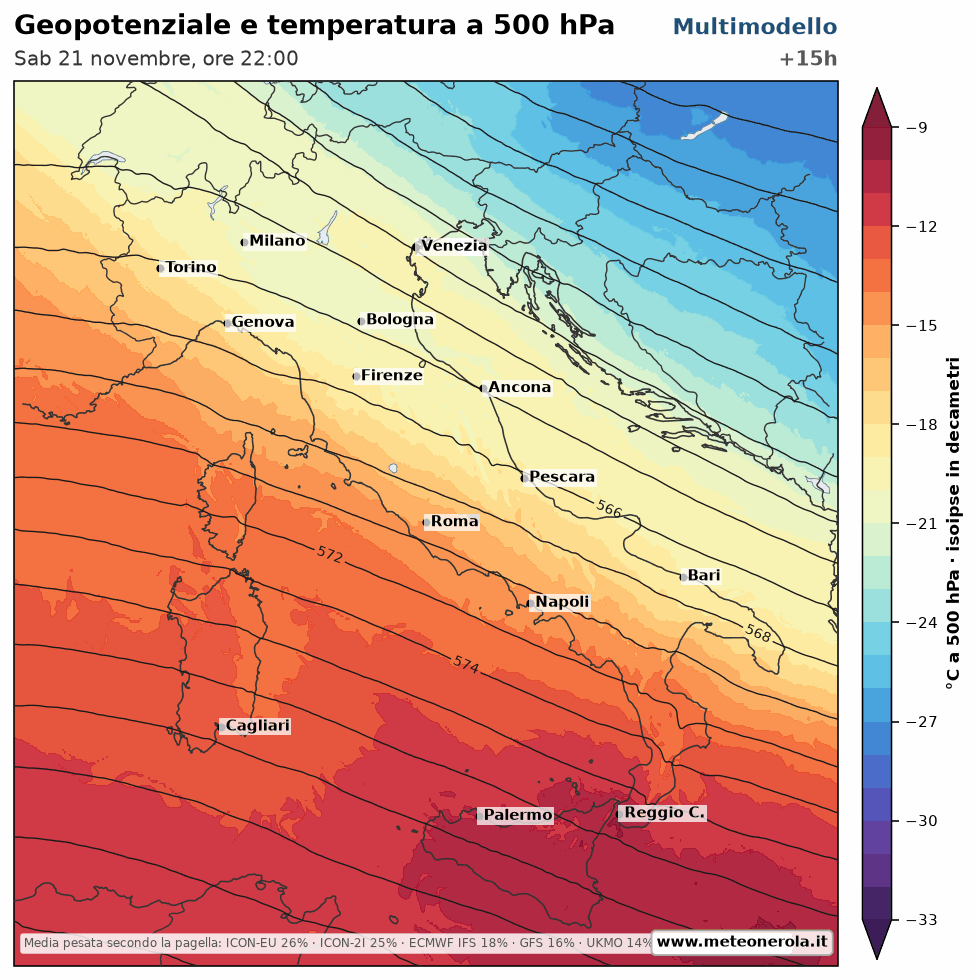 Geopotenziale e temperatura a 500 hPa
Multimodello
Sab 21 novembre, ore 22:00
+15h
Milano
Venezia
Torino
Genova
Bologna
Firenze
Ancona
Pescara
566
Roma
572
Bari
Napoli
568
574
Cagliari
Palermo
Reggio C.
−9
−12
−15
−18
−21
−24
−27
−30
−33
°C a 500 hPa · isoipse in decametri
Media pesata secondo la pagella: ICON-EU 26% · ICON-2I 25% · ECMWF IFS 18% · GFS 16% · UKMO 14%
www.meteonerola.it